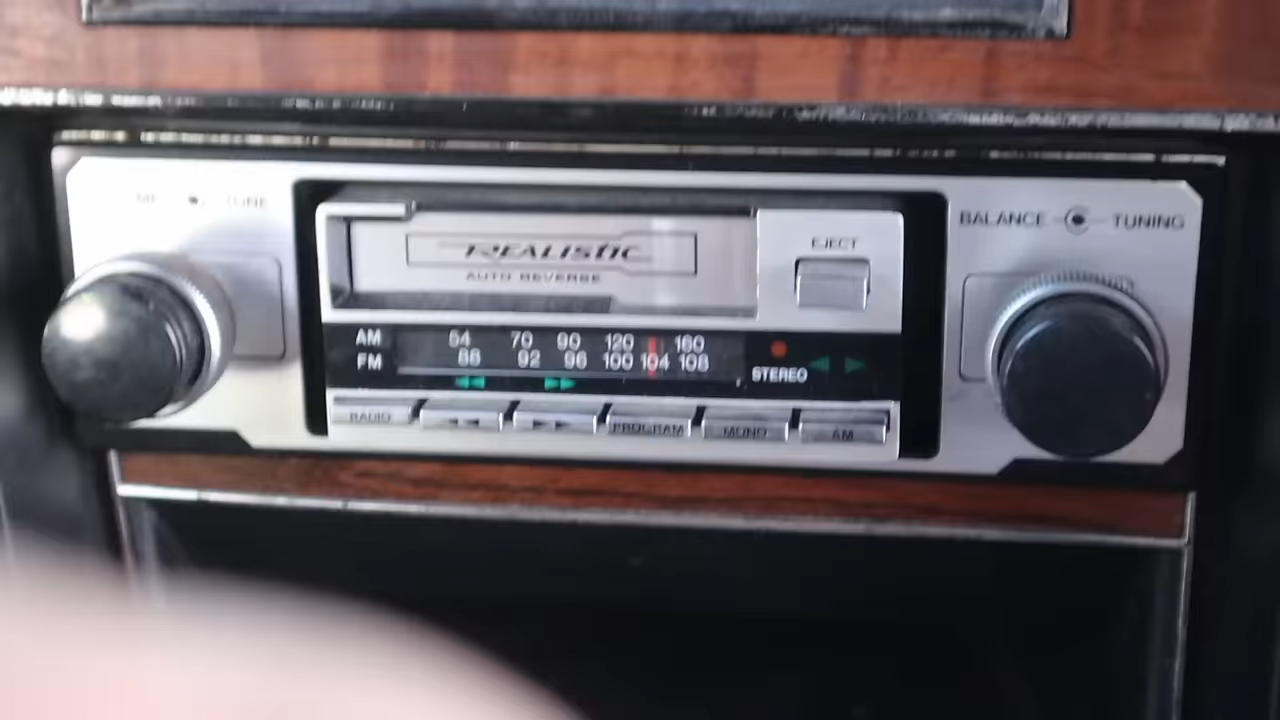 TONE
BALANCE TUNING
REALISTIC
AUTO REVERSE
EJECT
AM 54 70 90 120 160
FM 88 92 96 100 104 108
STEREO
RADIO PROGRAM MONO AM